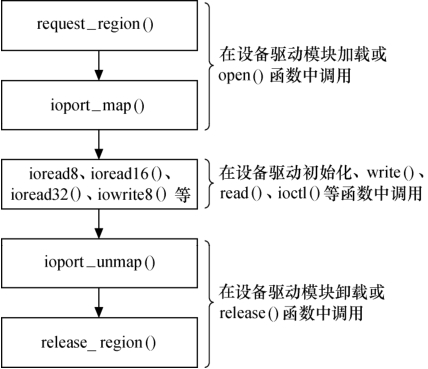 request_region()
ioport_map()
在设备驱动模块加载或
open() 函数中调用
ioread8、ioread16()、
ioread32()、iowrite8() 等
在设备驱动初始化、write()、
read()、ioctl()等函数中调用
ioport_unmap()
release_ region()
在设备驱动模块卸载或
release() 函数中调用